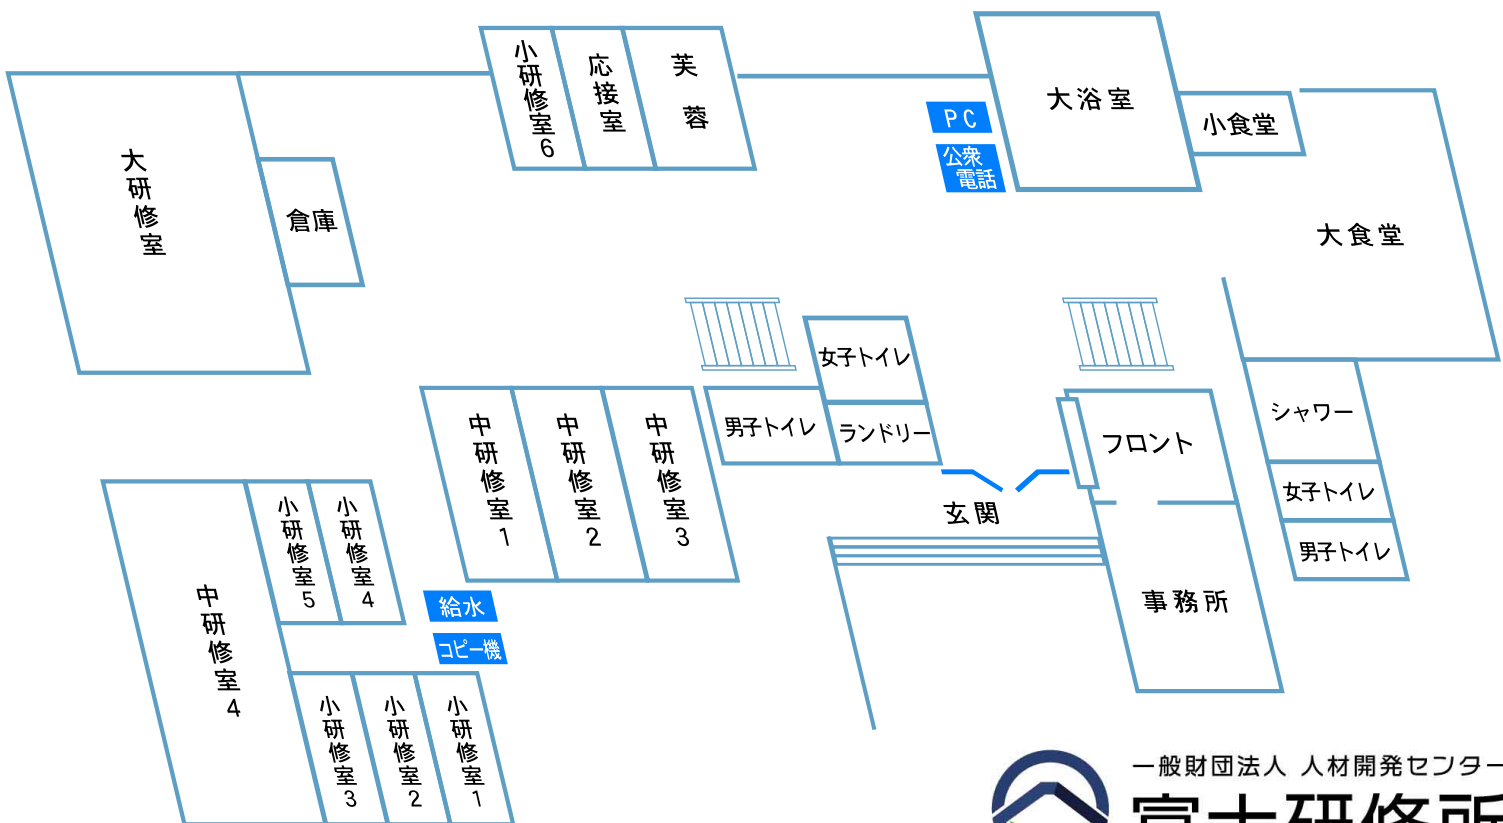 小研修室6
応接室
芙蓉
大浴室
PC
小食堂
公衆
電話
大研修室
倉庫
大食堂
女子トイレ
男子トイレ
ランドリー
シャワー
フロント
中研修室1
中研修室2
中研修室3
女子トイレ
玄関
男子トイレ
小研修室5
小研修室4
給水
事務所
中研修室4
コピー機
小研修室3
小研修室2
小研修室1
一般財団法人 人材開発センター
富士研修所